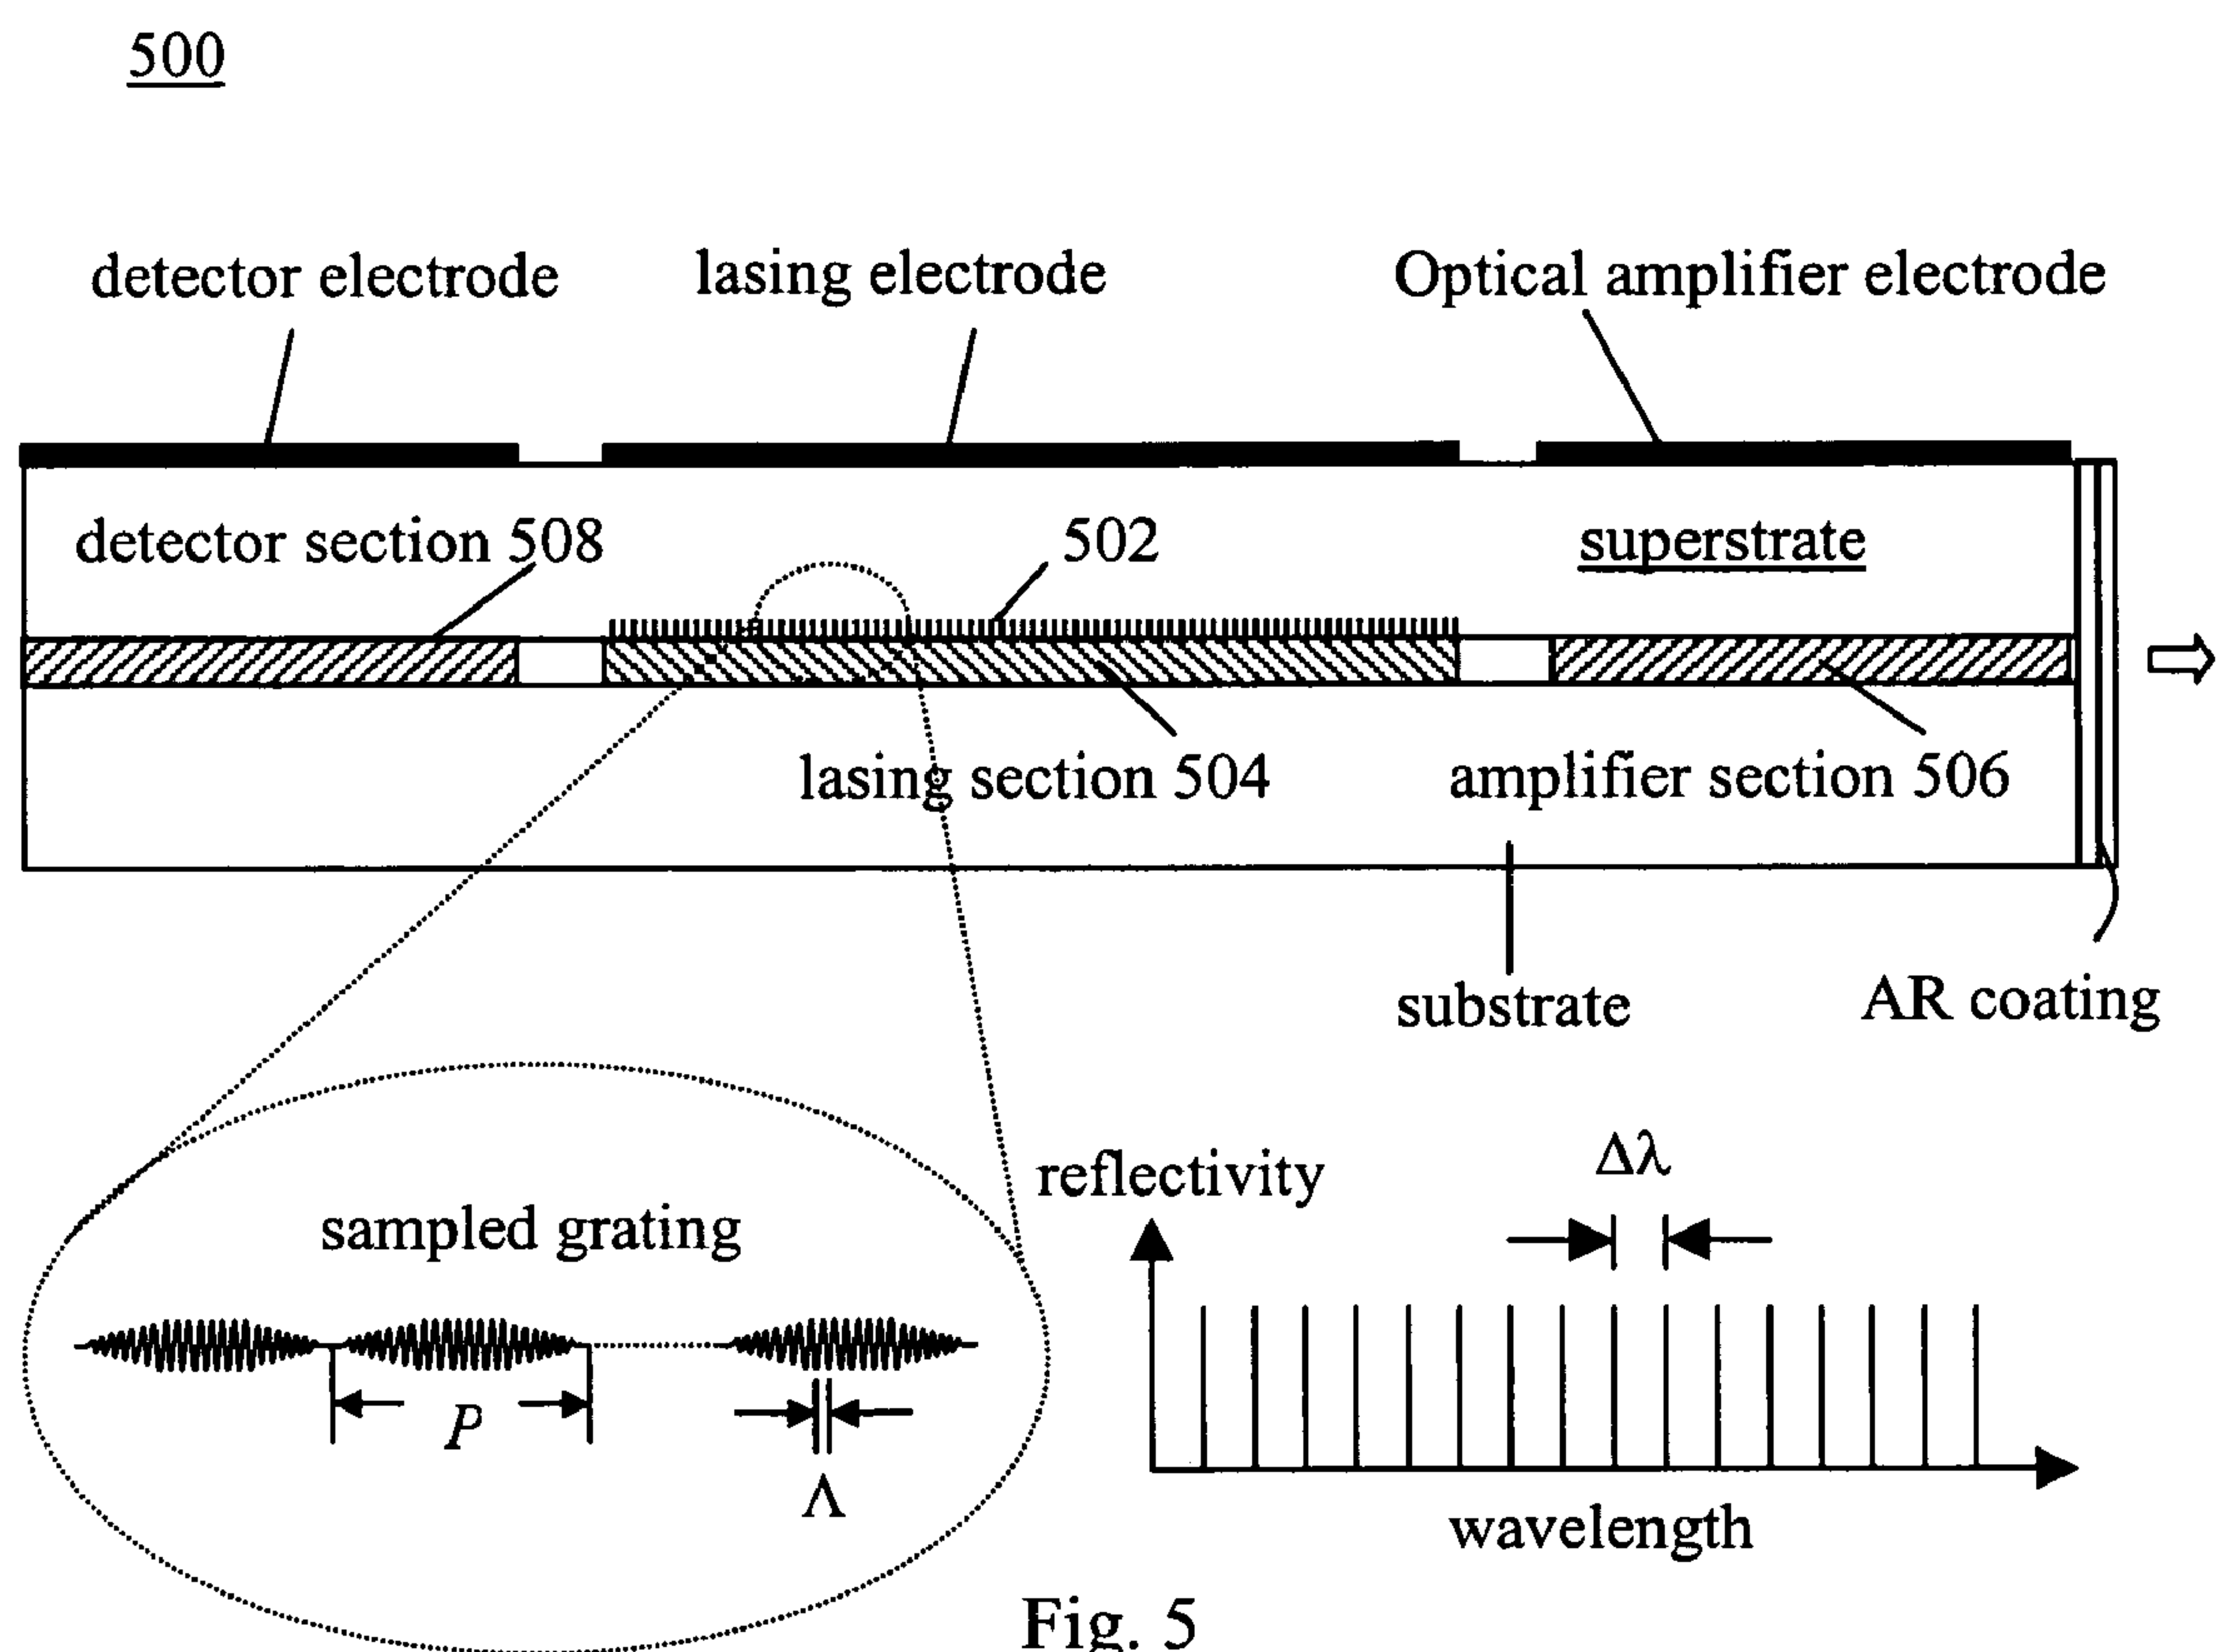 500
detector electrode
lasing electrode
Optical amplifier electrode
detector section 508
502
superstrate
lasing section 504
amplifier section 506
substrate
AR coating
sampled grating
P
Λ
reflectivity
Δλ
wavelength
Fig. 5